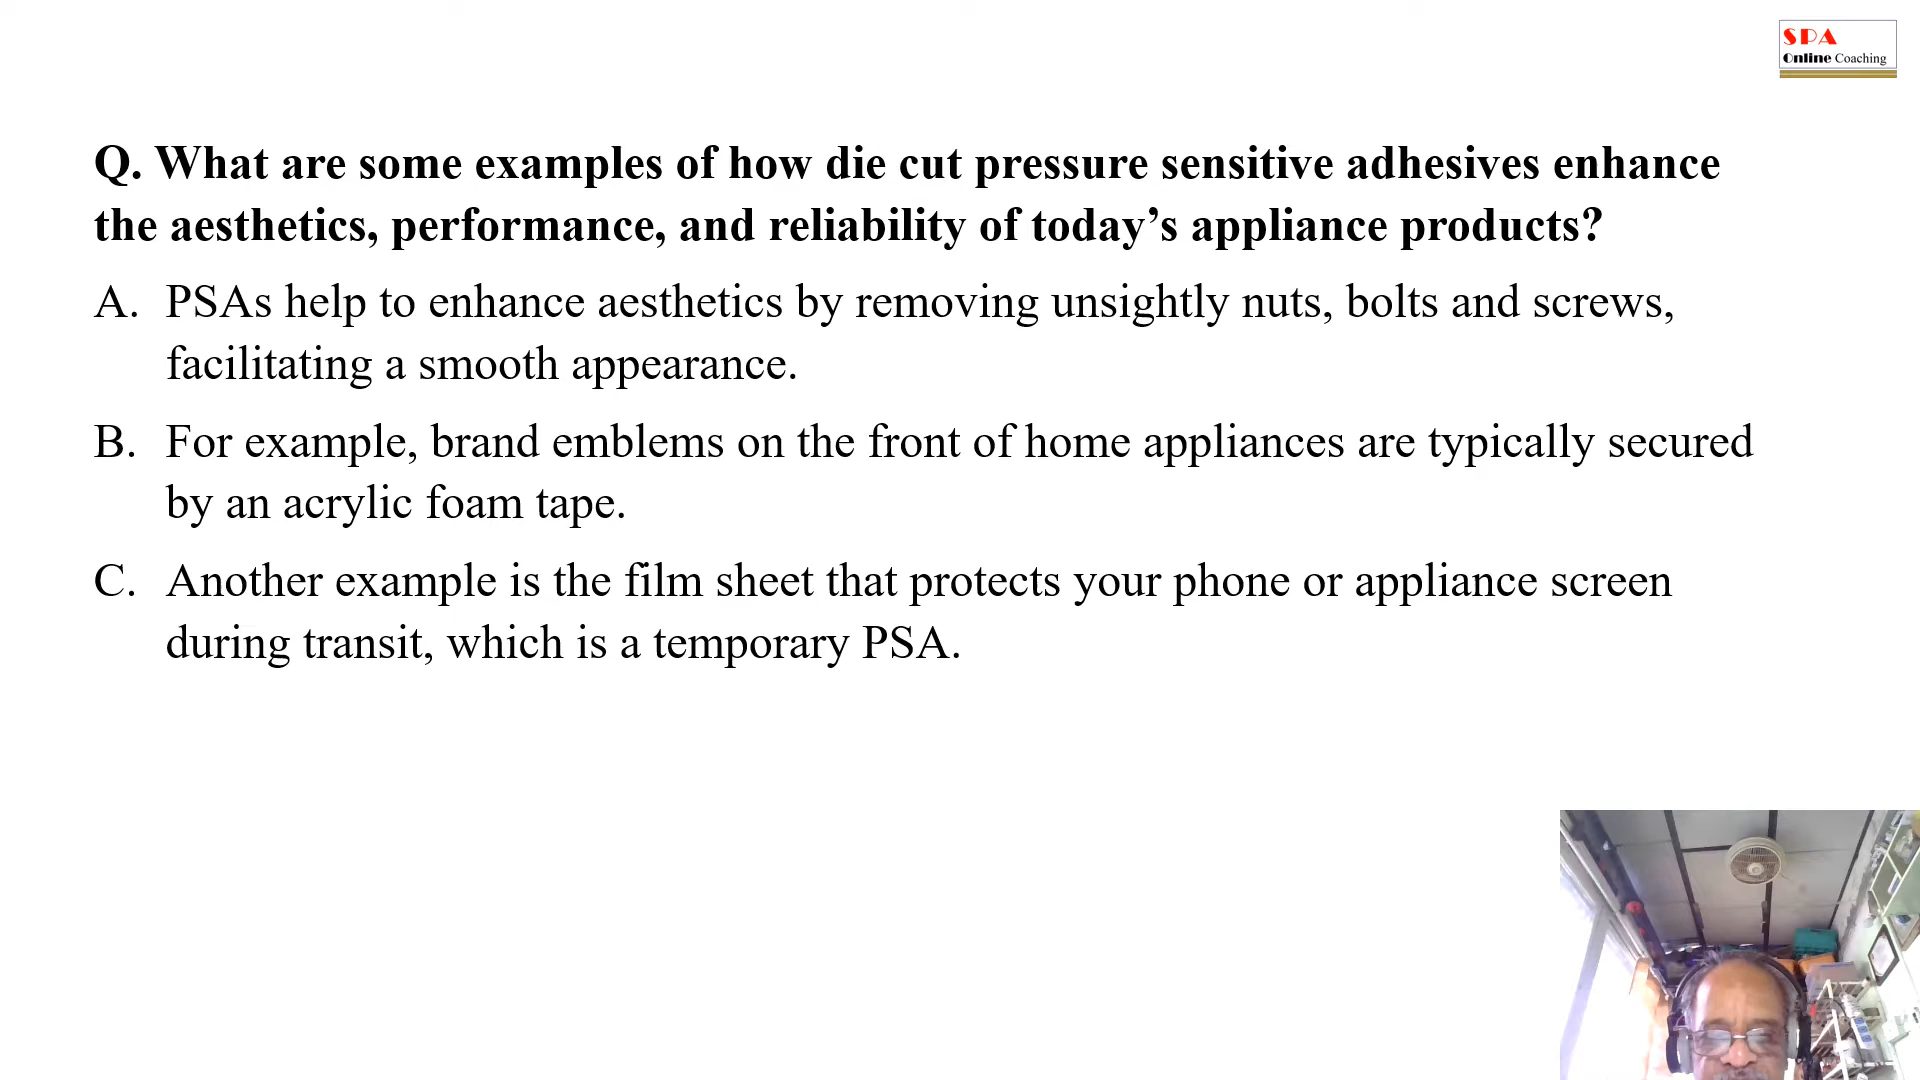 SPA
Online Coaching
Q. What are some examples of how die cut pressure sensitive adhesives enhance
the aesthetics, performance, and reliability of today’s appliance products?
A. PSAs help to enhance aesthetics by removing unsightly nuts, bolts and screws,
facilitating a smooth appearance.
B. For example, brand emblems on the front of home appliances are typically secured
by an acrylic foam tape.
C. Another example is the film sheet that protects your phone or appliance screen
during transit, which is a temporary PSA.